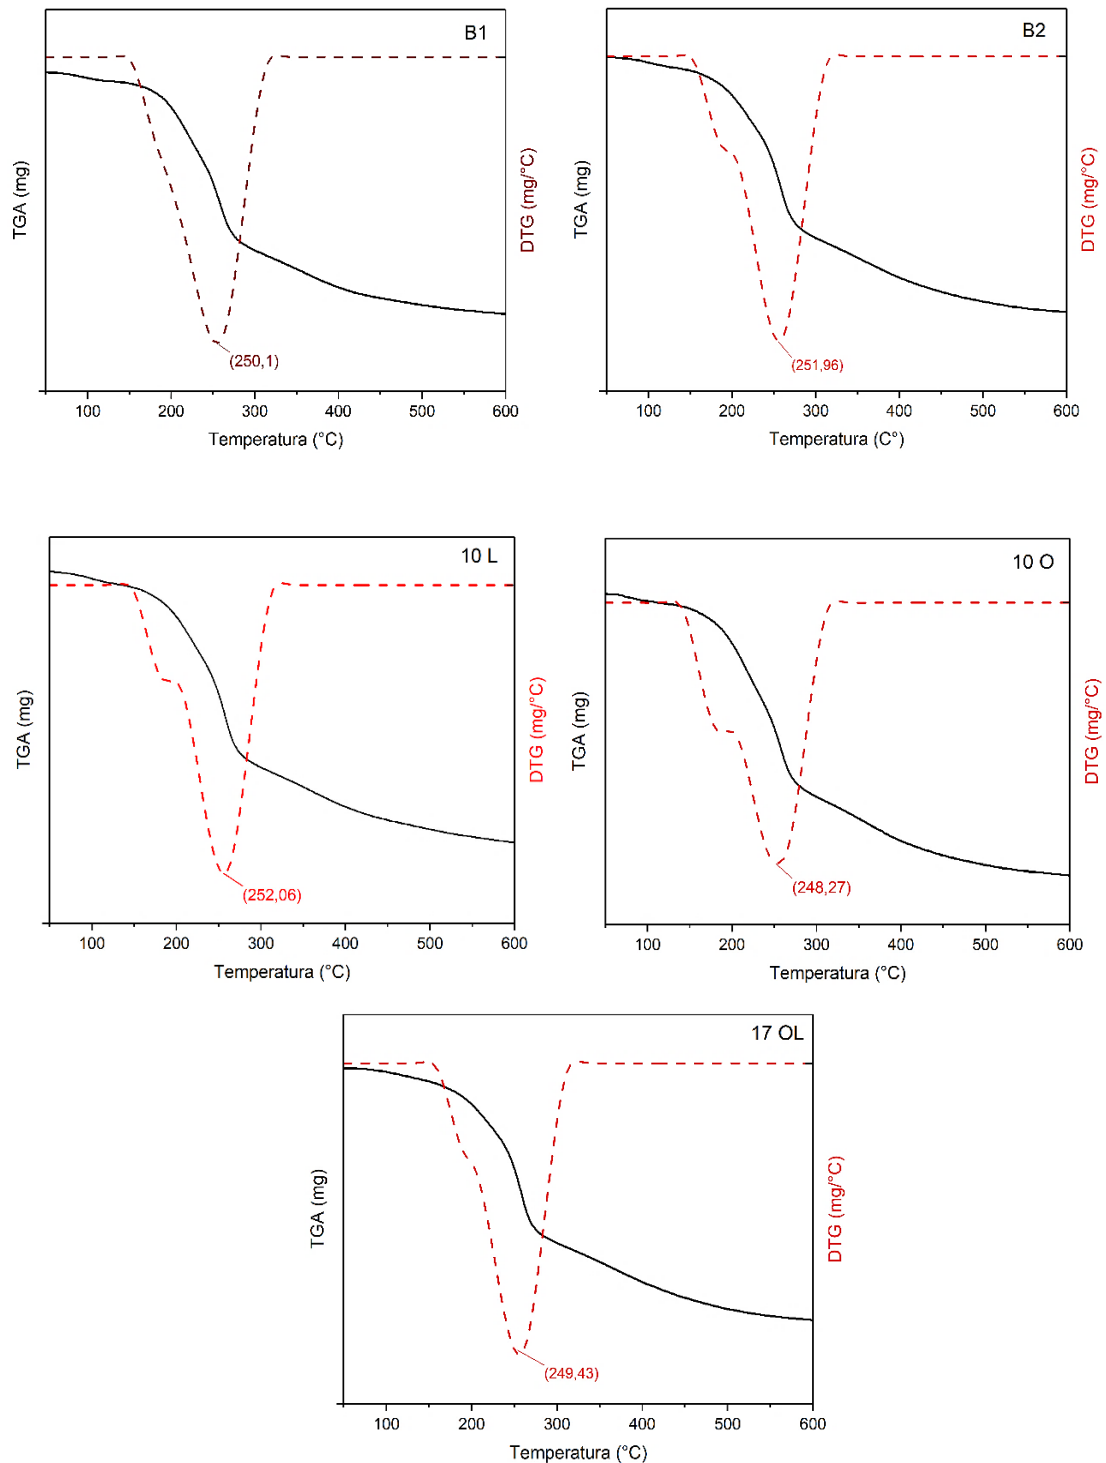 B1
TGA (mg)
DTG (mg/°C)
(250,1)
100 200 300 400 500 600
Temperatura (°C)
B2
TGA (mg)
DTG (mg/°C)
(251,96)
100 200 300 400 500 600
Temperatura (C°)
10 L
TGA (mg)
DTG (mg/°C)
(252,06)
100 200 300 400 500 600
Temperatura (°C)
10 O
TGA (mg)
DTG (mg/°C)
(248,27)
100 200 300 400 500 600
Temperatura (°C)
17 OL
TGA (mg)
DTG (mg/°C)
(249,43)
100 200 300 400 500 600
Temperatura (°C)